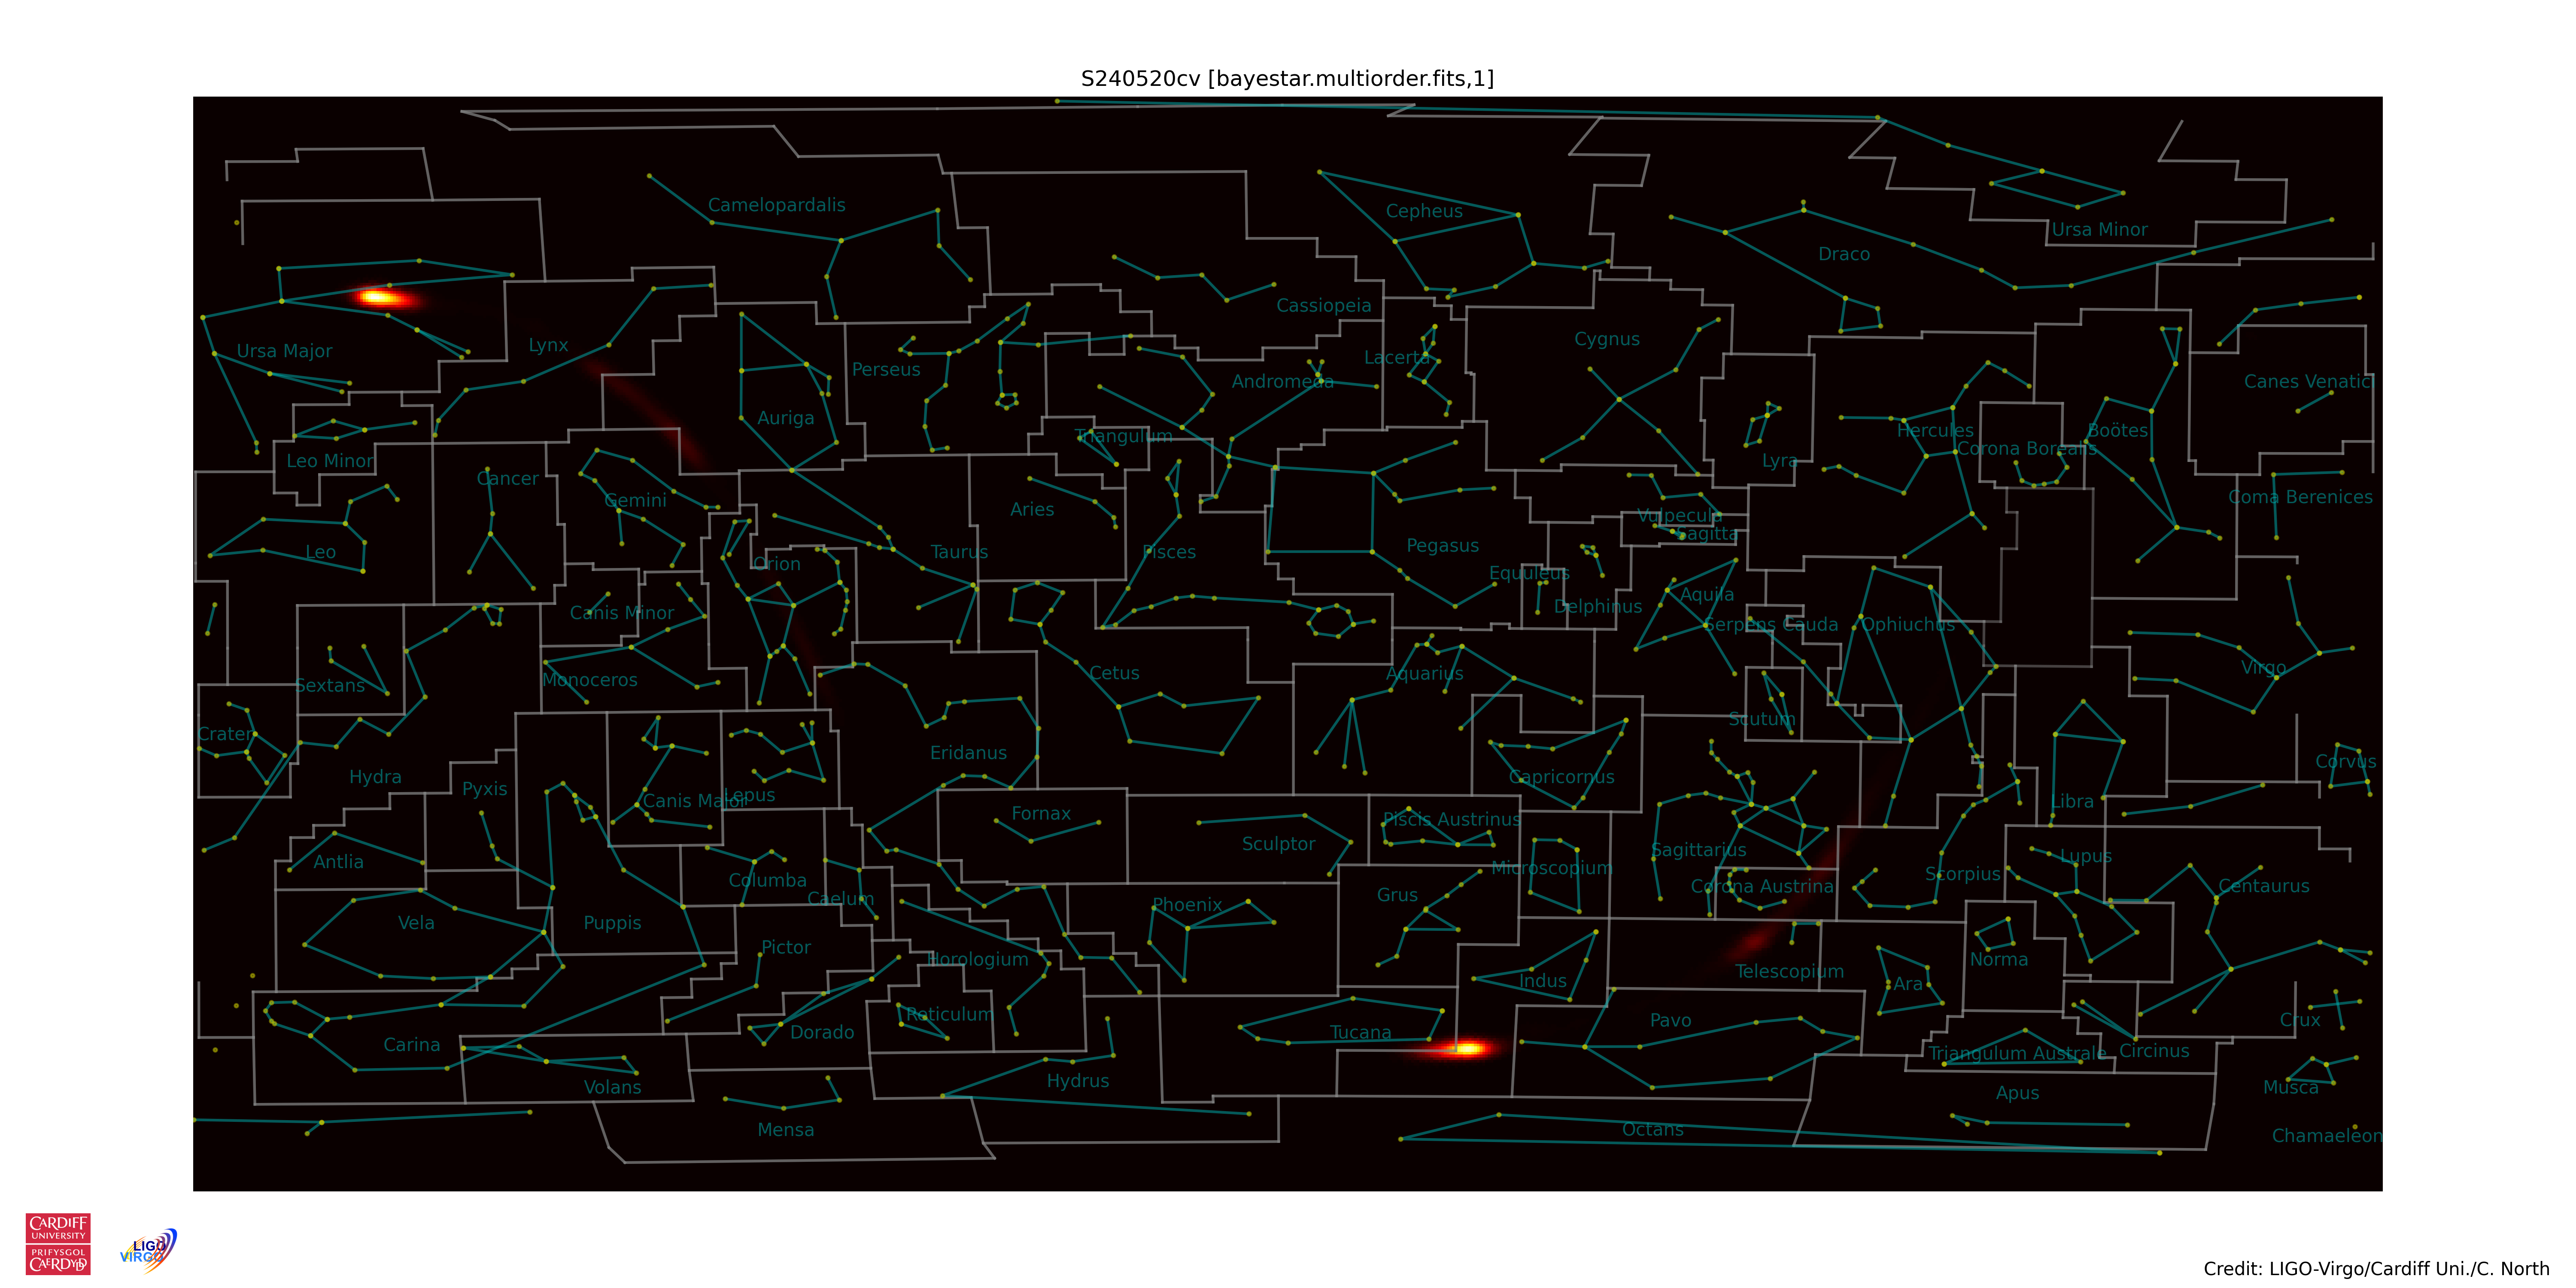 S240520cv [bayestar.multiorder.fits,1]
Camelopardalis
Cepheus
Ursa Minor
Draco
Cassiopeia
Cygnus
Ursa Major
Lynx
Perseus
Lacerta
Andromeda
Canes Venatici
Auriga
Triangulum
Hercules
Boötes
Corona Borealis
Leo Minor
Lyra
Cancer
Gemini
Coma Berenices
Aries
Vulpecula
Sagitta
Leo
Taurus
Pisces
Pegasus
Orion
Equuleus
Aquila
Delphinus
Canis Minor
Serpens Cauda
Ophiuchus
Virgo
Cetus
Aquarius
Sextans
Monoceros
Scutum
Crater
Eridanus
Corvus
Hydra
Capricornus
Pyxis
Lepus
Canis Major
Libra
Fornax
Piscis Austrinus
Sculptor
Sagittarius
Lupus
Antlia
Microscopium
Scorpius
Columba
Corona Austrina
Centaurus
Caelum
Grus
Phoenix
Vela
Puppis
Pictor
Horologium
Norma
Telescopium
Indus
Ara
Reticulum
Pavo
Crux
Dorado
Tucana
Carina
Circinus
Triangulum Australe
Hydrus
Volans
Musca
Apus
Mensa
Octans
Chamaeleon
CARDIFF
UNIVERSITY
PRIFYSGOL
CAERDYDD
LIGO
VIRGO
Credit: LIGO-Virgo/Cardiff Uni./C. North